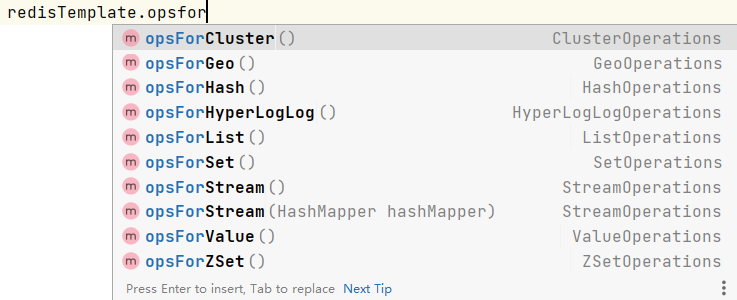 redisTemplate.opsfor
m opsForCluster() ClusterOperations
m opsForGeo() GeoOperations
m opsForHash() HashOperations
m opsForHyperLogLog() HyperLogLogOperations
m opsForList() ListOperations
m opsForSet() SetOperations
m opsForStream() StreamOperations
m opsForStream(HashMapper hashMapper) StreamOperations
m opsForValue() ValueOperations
m opsForZSet() ZSetOperations
Press Enter to insert, Tab to replace Next Tip